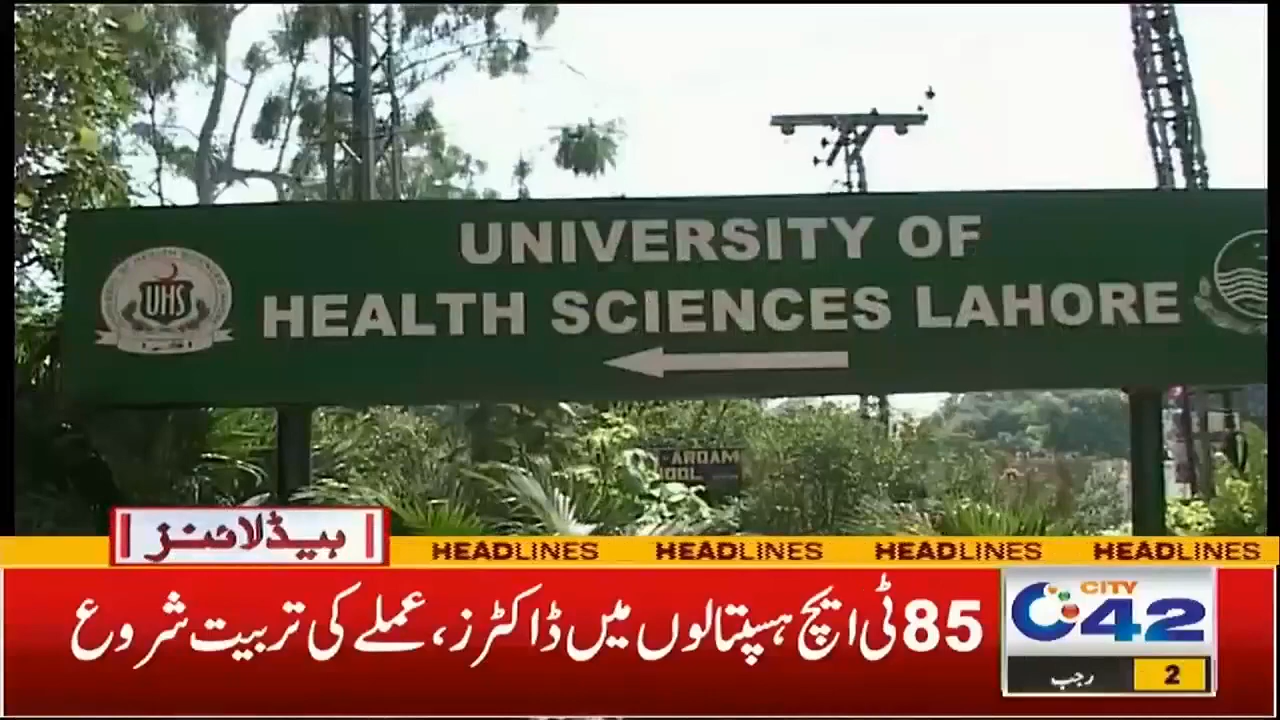 UNIVERSITY OF
HEALTH SCIENCES LAHORE
UHS
ہیڈلائنز
HEADLINES HEADLINES HEADLINES HEADLINES
85 ٹی ایچ ہسپتالوں میں ڈاکٹرز، عملے کی تربیت شروع
CITY
42
2 رجب